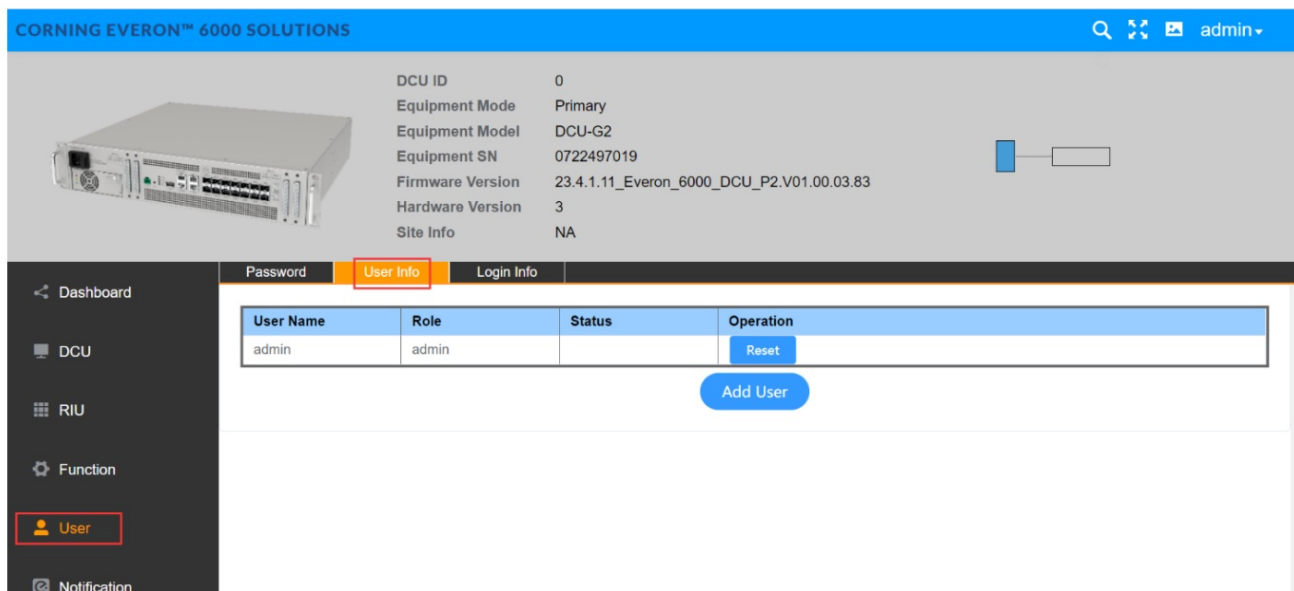 CORNING EVERON™ 6000 SOLUTIONS admin
DCU ID 0
Equipment Mode Primary
Equipment Model DCU-G2
Equipment SN 0722497019
Firmware Version 23.4.1.11_Everon_6000_DCU_P2.V01.00.03.83
Hardware Version 3
Site Info NA
Password User Info Login Info
Dashboard
DCU
RIU
Function
User
Notification
User Name Role Status Operation
admin admin Reset
Add User